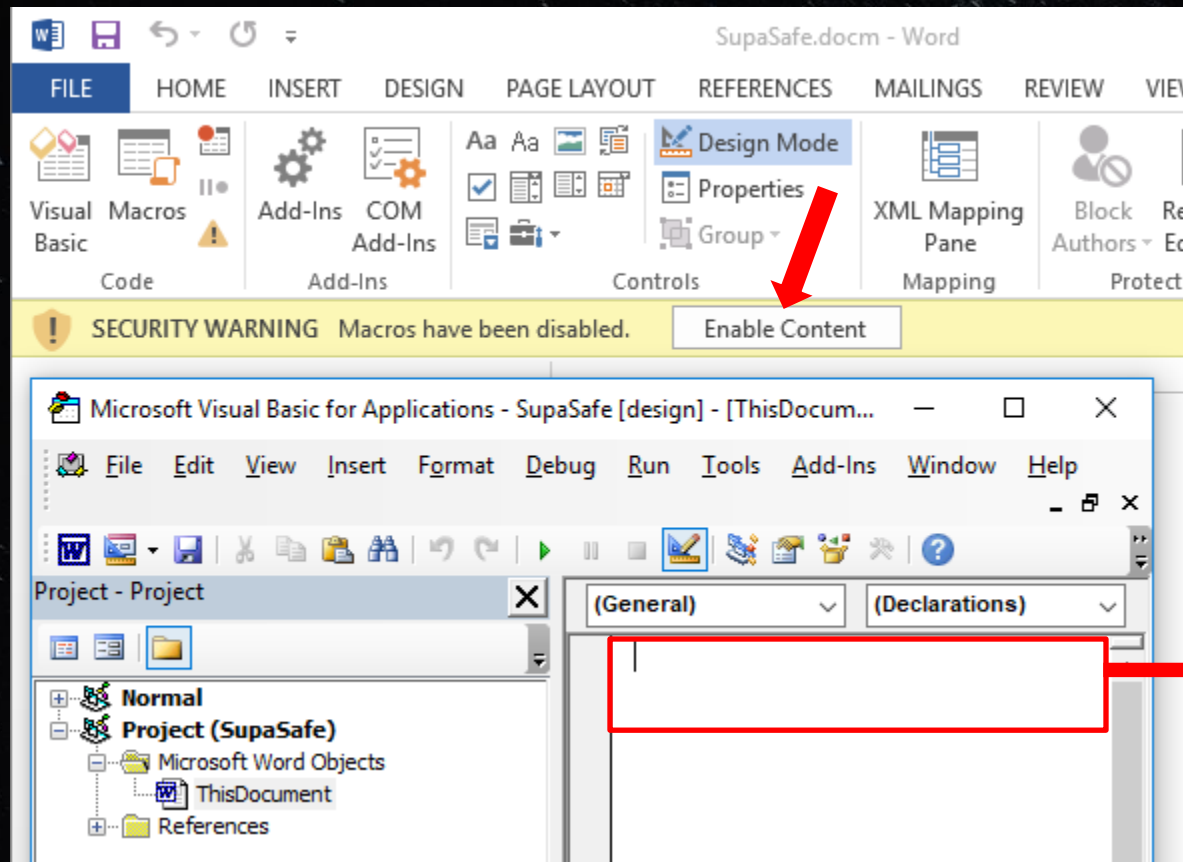 SupaSafe.docm - Word
FILE HOME INSERT DESIGN PAGE LAYOUT REFERENCES MAILINGS REVIEW
Aa Aa Design Mode
Properties
Visual Macros Add-Ins COM XML Mapping Block
Basic Add-Ins Group Pane Authors
Code Add-Ins Controls Mapping
SECURITY WARNING Macros have been disabled. Enable Content
Microsoft Visual Basic for Applications - SupaSafe [design] - [ThisDocum...
File Edit View Insert Format Debug Run Tools Add-Ins Window Help
Project - Project
(General) (Declarations)
Normal
Project (SupaSafe)
Microsoft Word Objects
ThisDocument
References